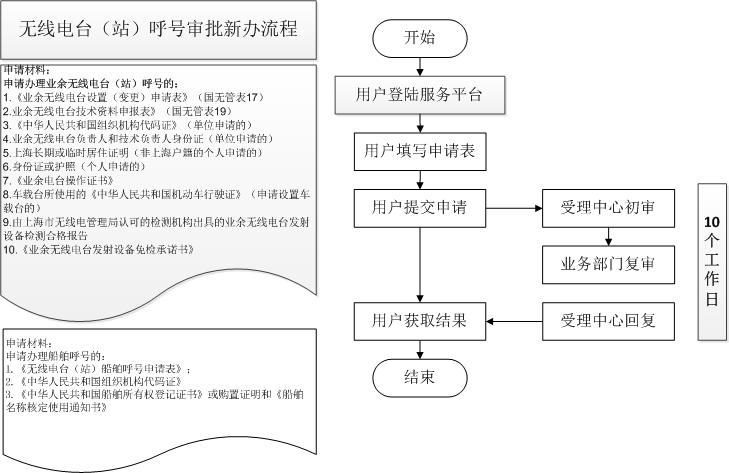 无线电台（站）呼号审批新办流程
申请材料：
申请办理业余无线电台（站）呼号的：
1.《业余无线电台设置（变更）申请表》（国无管表17）
2.业余无线电台技术资料申报表》（国无管表19）
3.《中华人民共和国组织机构代码证》（单位申请的）
4.业余无线电台负责人和技术负责人身份证（单位申请的）
5.上海长期或临时居住证明（非上海户籍的个人申请的）
6.身份证或护照（个人申请的）
7.《业余电台操作证书》
8.车载台所使用的《中华人民共和国机动车行驶证》（申请设置车
载台的）
9.由上海市无线电管理局认可的检测机构出具的业余无线电台发射
设备检测合格报告
10.《业余无线电台发射设备免检承诺书》
申请材料：
申请办理船舶呼号的：
1.《无线电台（站）船舶呼号申请表》；
2.《中华人民共和国组织机构代码证》
3.《中华人民共和国船舶所有权登记证书》或购置证明和《船舶
名称核定使用通知书》
开始
用户登陆服务平台
用户填写申请表
用户提交申请
受理中心初审
业务部门复审
用户获取结果
受理中心回复
结束
10
个
工
作
日